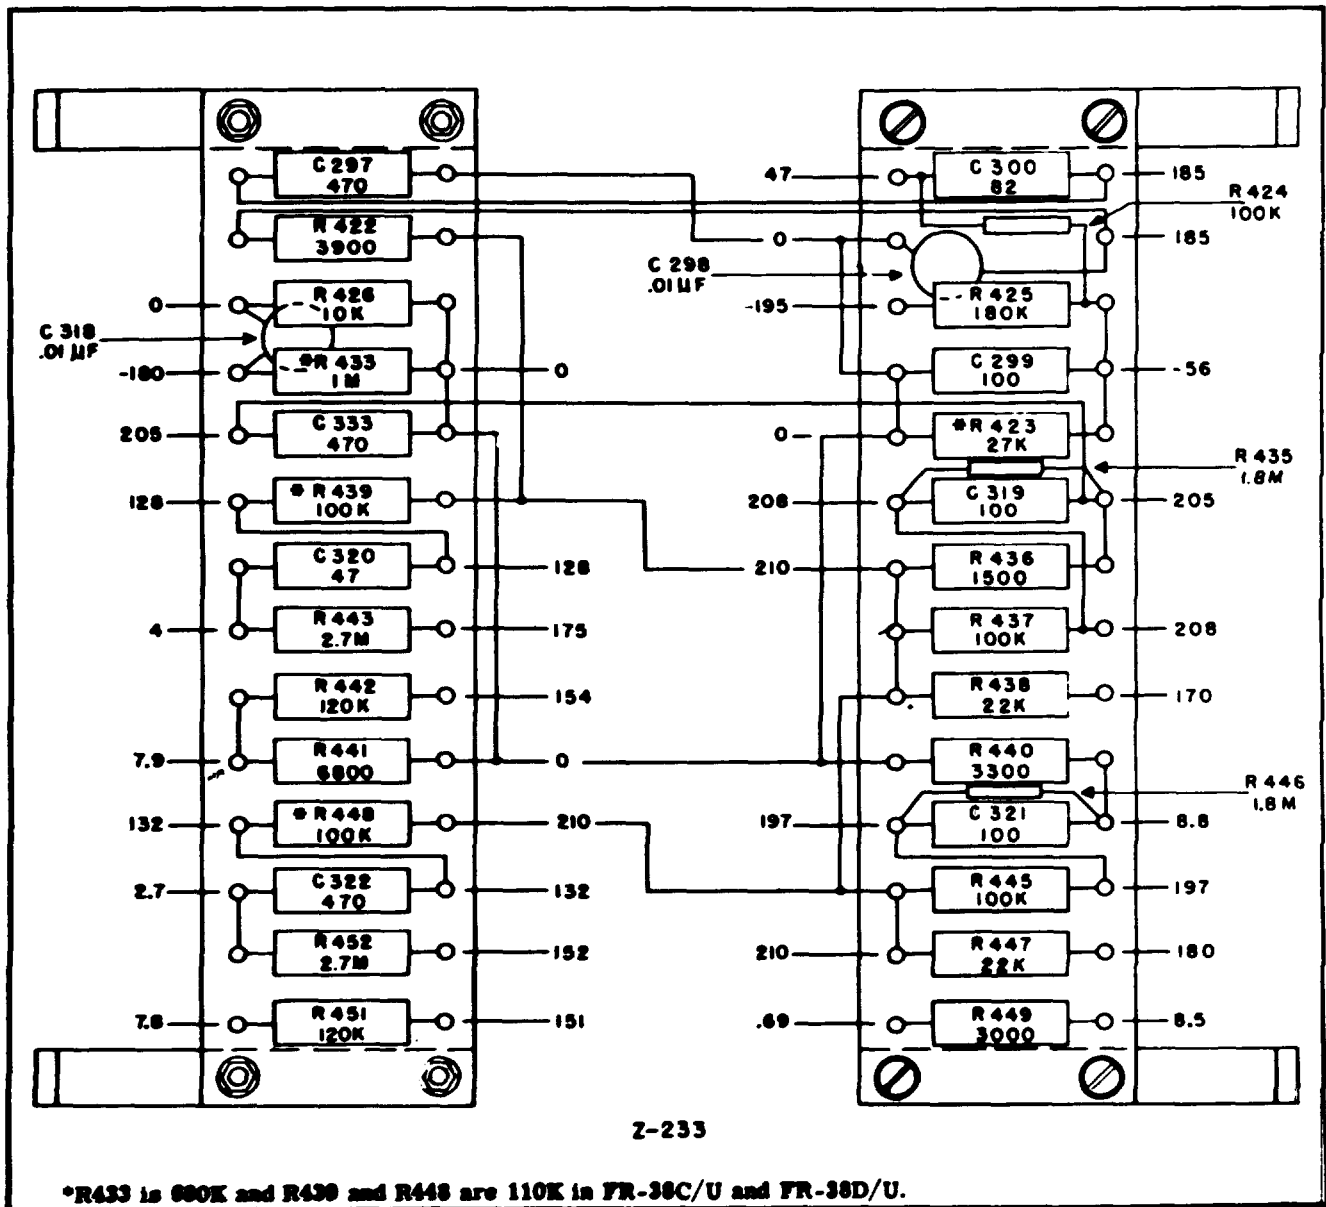 C 297
470
R 422
3900
0
R 426
10K
C 318
.01 µF
-180
*R 433
1M
0
205
C 333
470
128
* R 439
100K
C 320
47
128
4
R 443
2.7M
175
R 442
120K
154
7.9
R 441
6800
0
132
* R 448
100K
210
2.7
C 322
470
132
R 452
2.7M
152
7.8
R 451
120K
151
47
C 300
82
185
R 424
100K
0
185
C 298
.01 µF
-195
R 425
180K
C 299
100
-56
0
*R 423
27K
R 435
1.8M
208
C 319
100
205
210
R 436
1500
R 437
100K
208
R 438
22K
170
R 440
3300
R 446
1.8M
197
C 321
100
8.8
R 445
100K
197
210
R 447
22K
180
.69
R 449
3000
8.5
Z-233
*R433 is 680K and R439 and R448 are 110K in FR-38C/U and FR-38D/U.